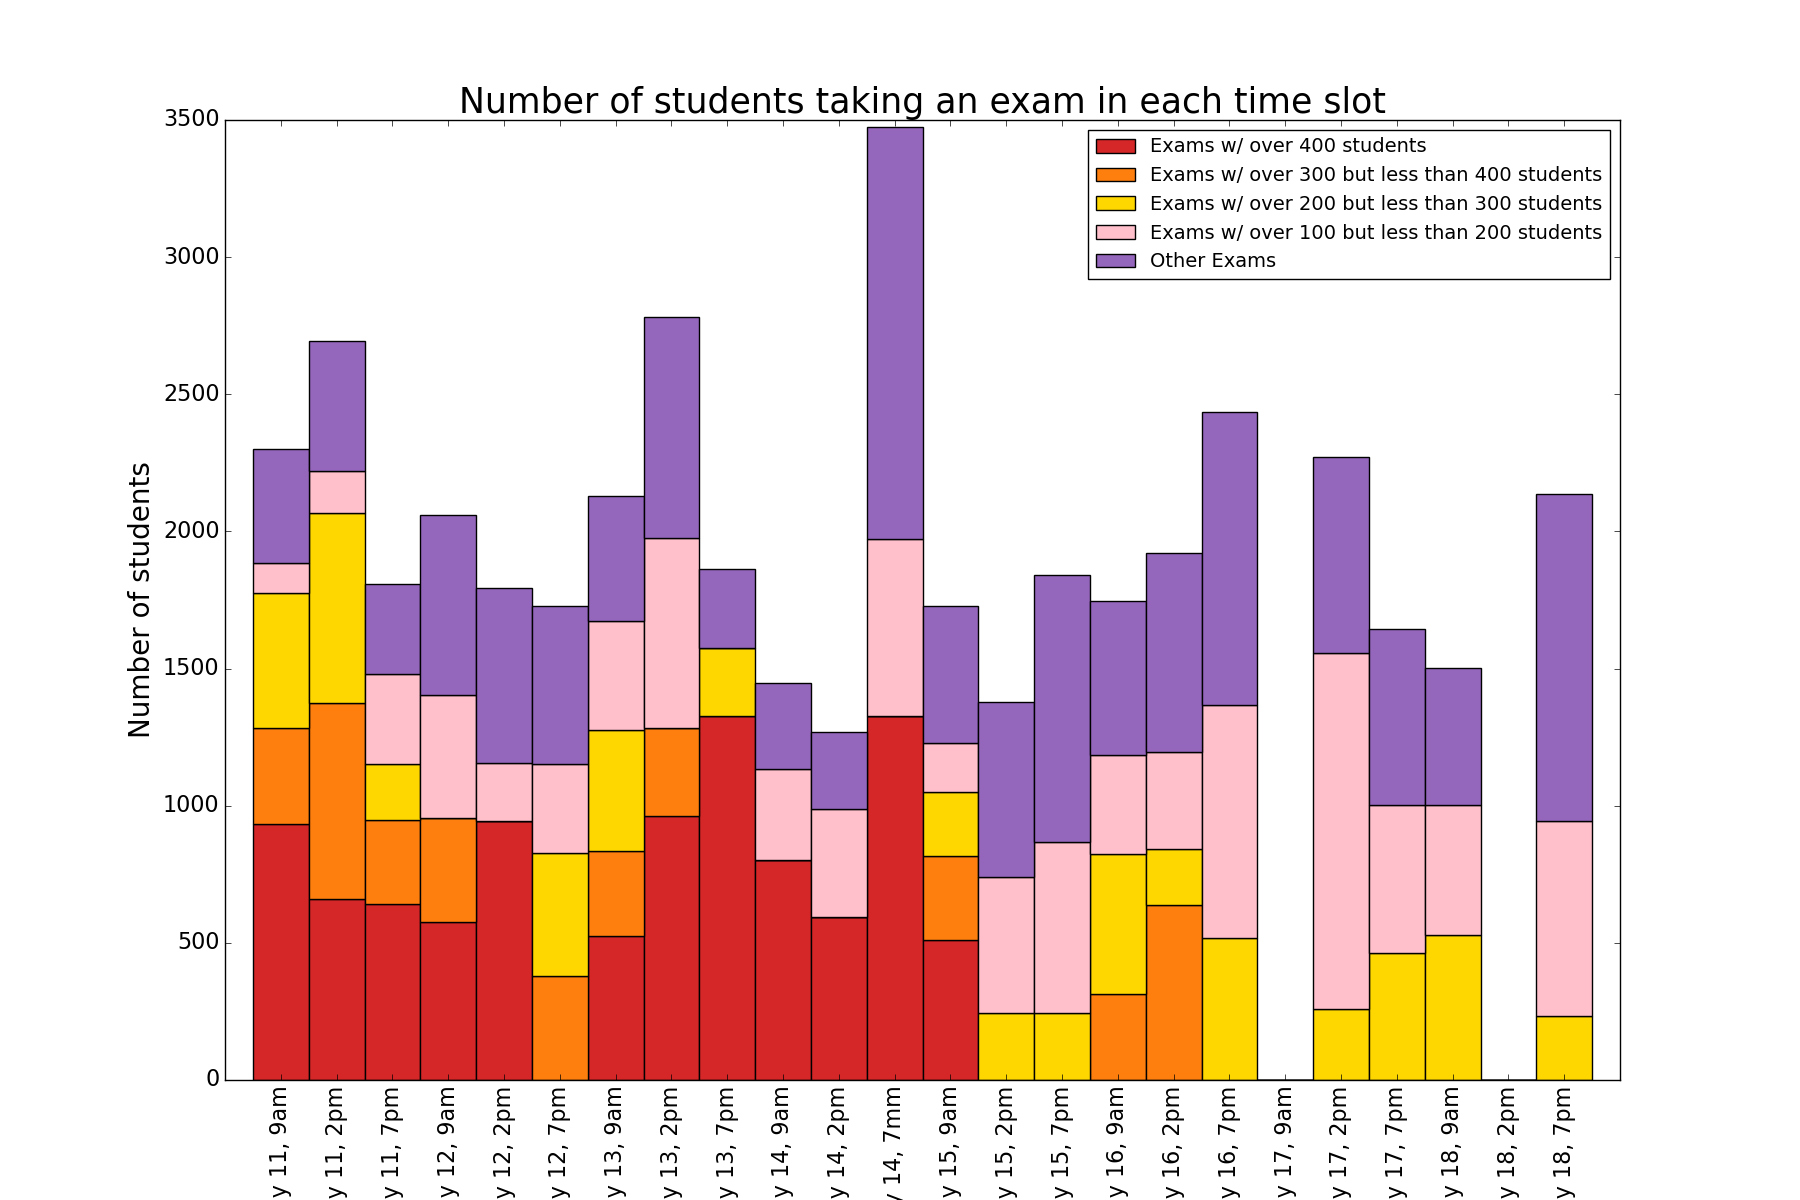 Number of students taking an exam in each time slot
Number of students
3500
3000
2500
2000
1500
1000
500
0
Exams w/ over 400 students
Exams w/ over 300 but less than 400 students
Exams w/ over 200 but less than 300 students
Exams w/ over 100 but less than 200 students
Other Exams
y 11, 9am
y 11, 2pm
y 11, 7pm
y 12, 9am
y 12, 2pm
y 12, 7pm
y 13, 9am
y 13, 2pm
y 13, 7pm
y 14, 9am
y 14, 2pm
y 14, 7mm
y 15, 9am
y 15, 2pm
y 15, 7pm
y 16, 9am
y 16, 2pm
y 16, 7pm
y 17, 9am
y 17, 2pm
y 17, 7pm
y 18, 9am
y 18, 2pm
y 18, 7pm